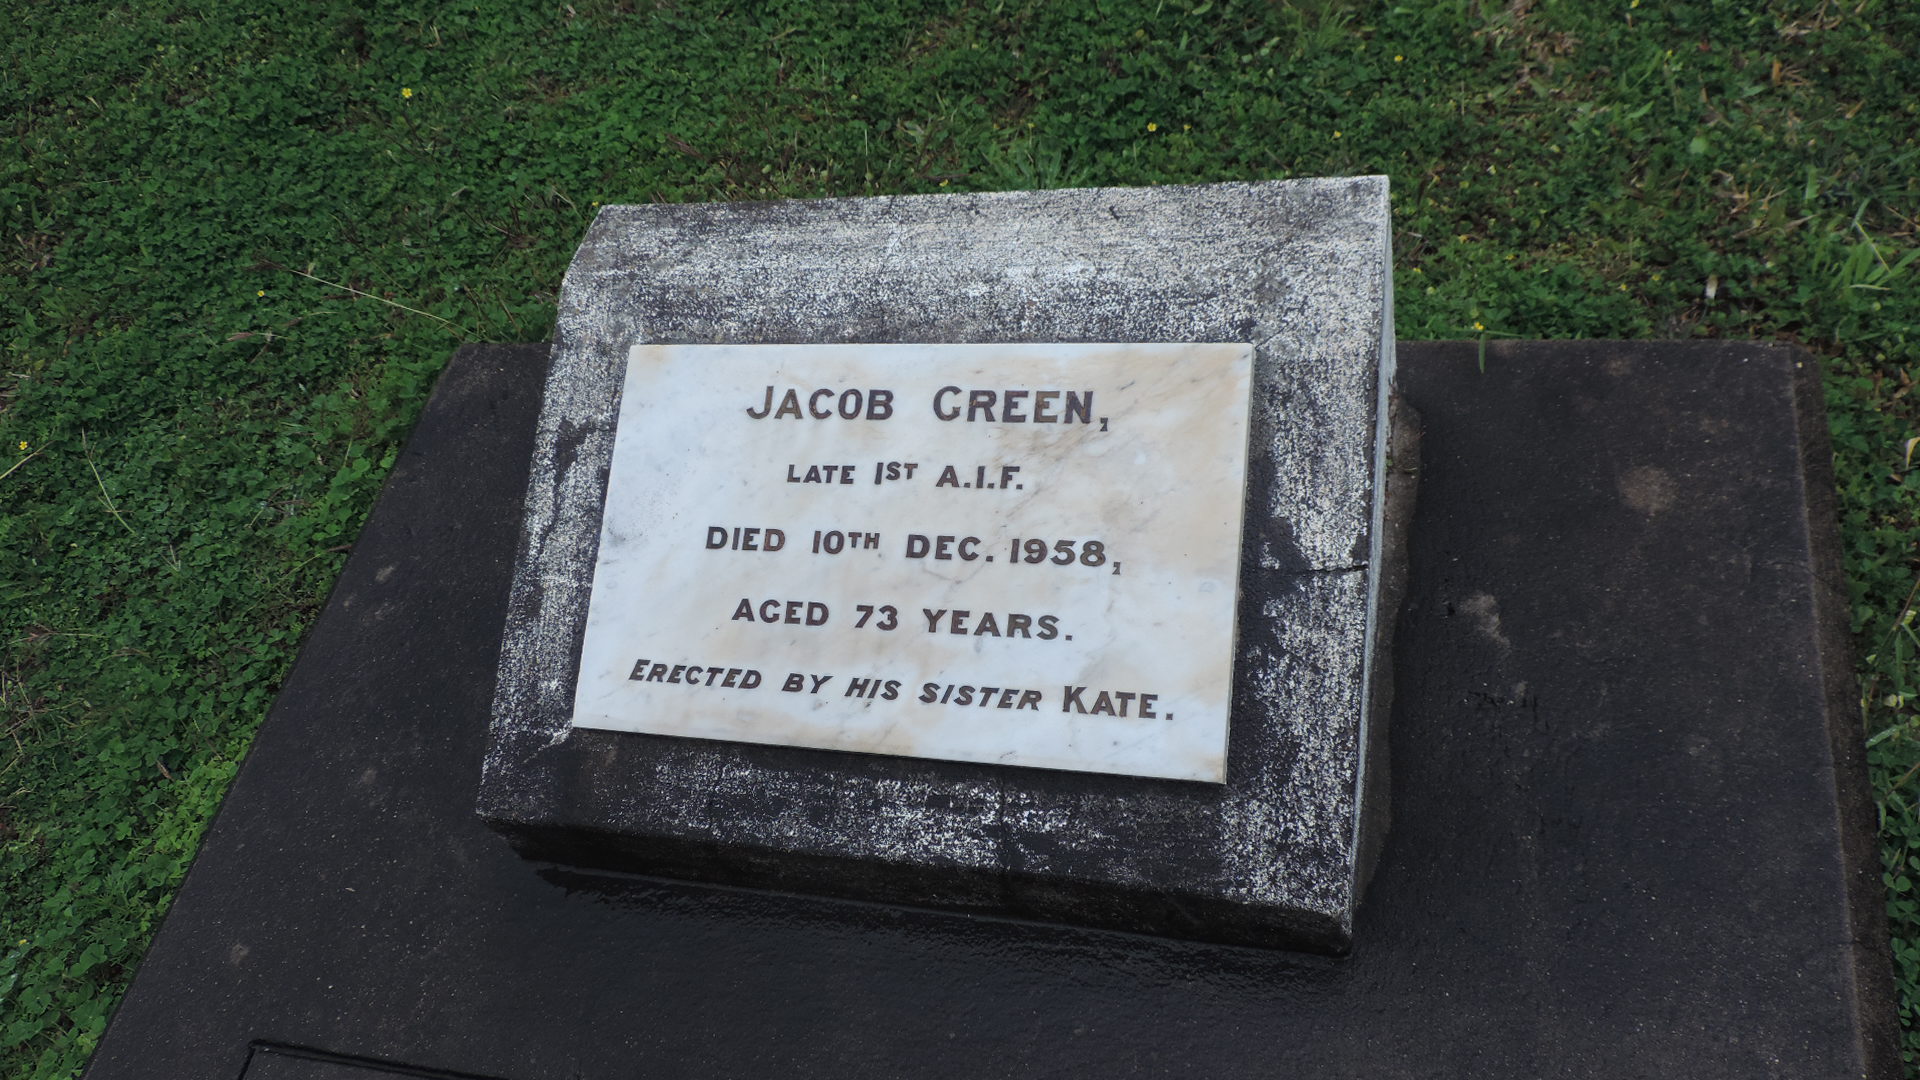 JACOB GREEN,
LATE 1ST A.I.F.
DIED 10TH DEC. 1958,
AGED 73 YEARS.
ERECTED BY HIS SISTER KATE.